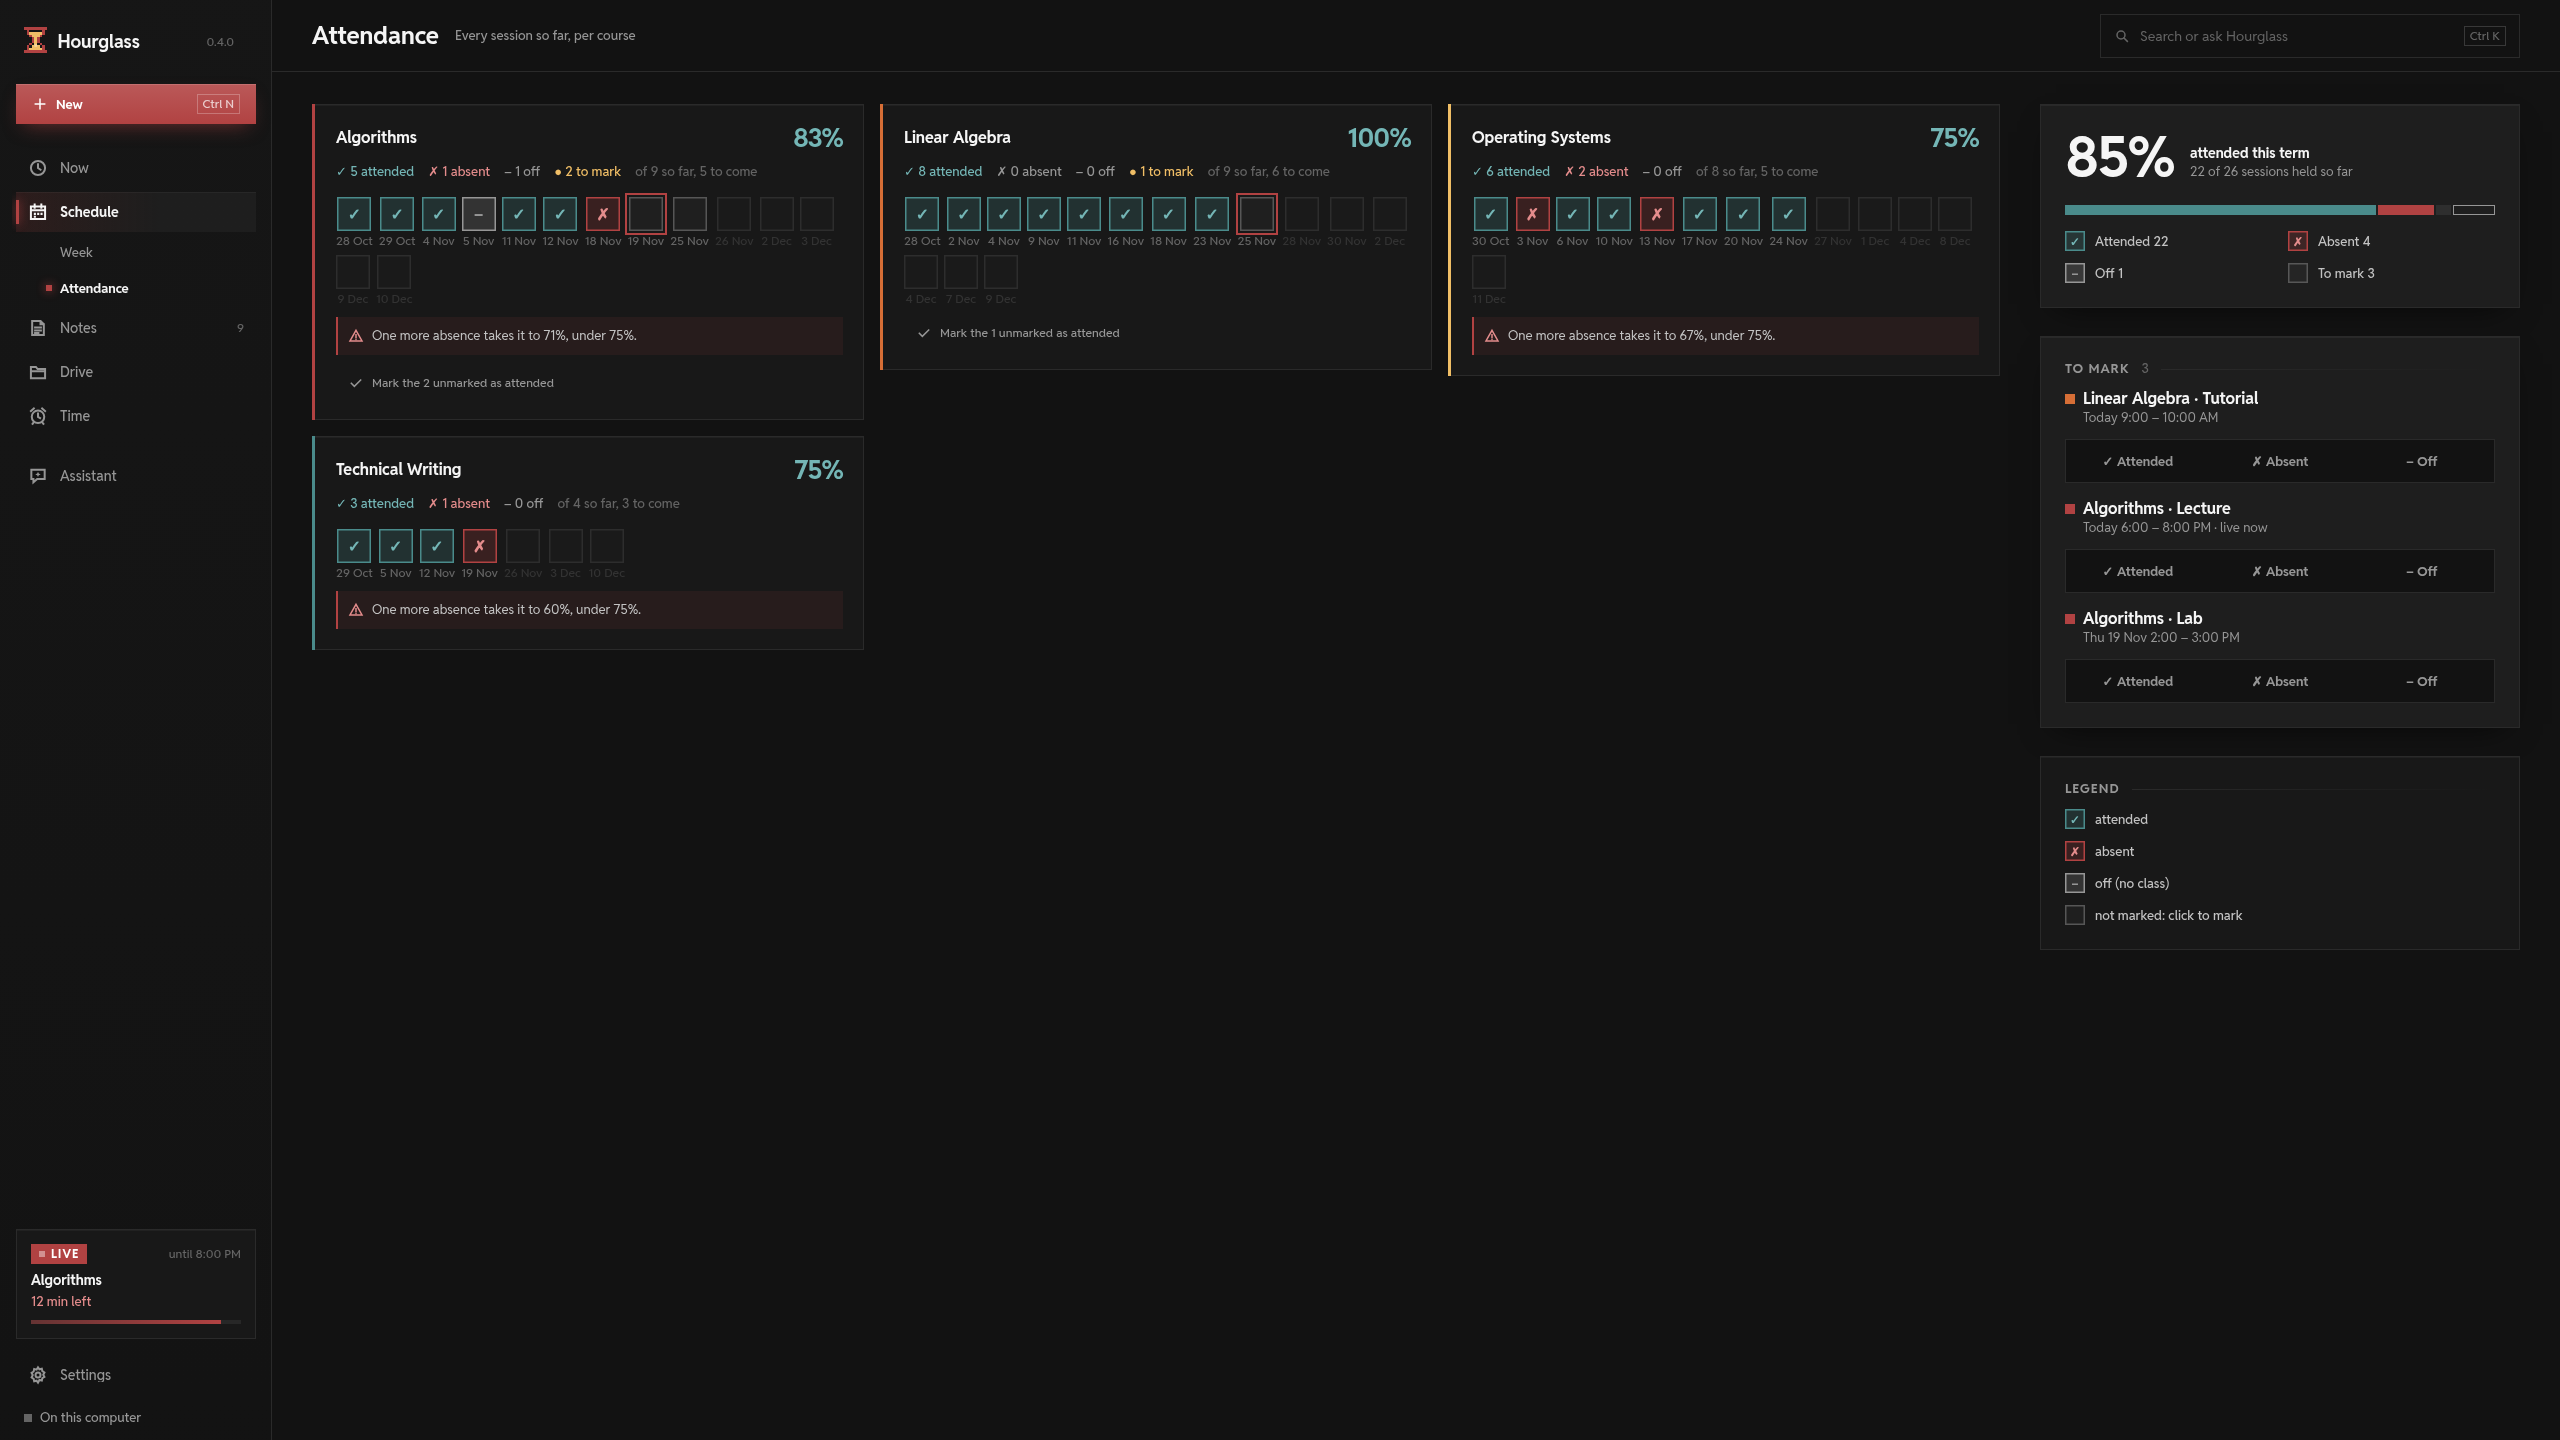 Hourglass
0.4.0
New
Ctrl N
Now
Schedule
Week
Attendance
Notes
9
Drive
Time
Assistant
LIVE
until 8:00 PM
Algorithms
12 min left
Settings
On this computer
Attendance
Every session so far, per course
Search or ask Hourglass
Ctrl K
Algorithms
83%
✓ 5 attended ✗ 1 absent – 1 off ● 2 to mark of 9 so far, 5 to come
✓ ✓ ✓ – ✓ ✓ ✗
28 Oct 29 Oct 4 Nov 5 Nov 11 Nov 12 Nov 18 Nov 19 Nov 25 Nov 26 Nov 2 Dec 3 Dec
9 Dec 10 Dec
One more absence takes it to 71%, under 75%.
Mark the 2 unmarked as attended
Linear Algebra
100%
✓ 8 attended ✗ 0 absent – 0 off ● 1 to mark of 9 so far, 6 to come
✓ ✓ ✓ ✓ ✓ ✓ ✓ ✓
28 Oct 2 Nov 4 Nov 9 Nov 11 Nov 16 Nov 18 Nov 23 Nov 25 Nov 28 Nov 30 Nov 2 Dec
4 Dec 7 Dec 9 Dec
Mark the 1 unmarked as attended
Operating Systems
75%
✓ 6 attended ✗ 2 absent – 0 off of 8 so far, 5 to come
✓ ✗ ✓ ✓ ✗ ✓ ✓ ✓
30 Oct 3 Nov 6 Nov 10 Nov 13 Nov 17 Nov 20 Nov 24 Nov 27 Nov 1 Dec 4 Dec 8 Dec
11 Dec
One more absence takes it to 67%, under 75%.
Technical Writing
75%
✓ 3 attended ✗ 1 absent – 0 off of 4 so far, 3 to come
✓ ✓ ✓ ✗
29 Oct 5 Nov 12 Nov 19 Nov 26 Nov 3 Dec 10 Dec
One more absence takes it to 60%, under 75%.
85%
attended this term
22 of 26 sessions held so far
✓ Attended 22
✗ Absent 4
– Off 1
To mark 3
TO MARK 3
Linear Algebra · Tutorial
Today 9:00 – 10:00 AM
✓ Attended ✗ Absent – Off
Algorithms · Lecture
Today 6:00 – 8:00 PM · live now
✓ Attended ✗ Absent – Off
Algorithms · Lab
Thu 19 Nov 2:00 – 3:00 PM
✓ Attended ✗ Absent – Off
LEGEND
✓ attended
✗ absent
– off (no class)
not marked: click to mark